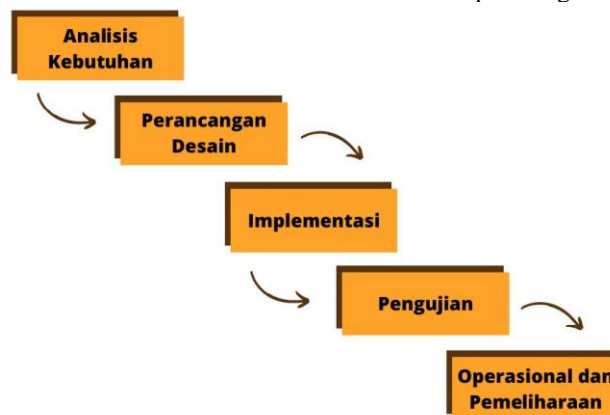 Analisis
Kebutuhan
Perancangan
Desain
Implementasi
Pengujian
Operasional dan
Pemeliharaan